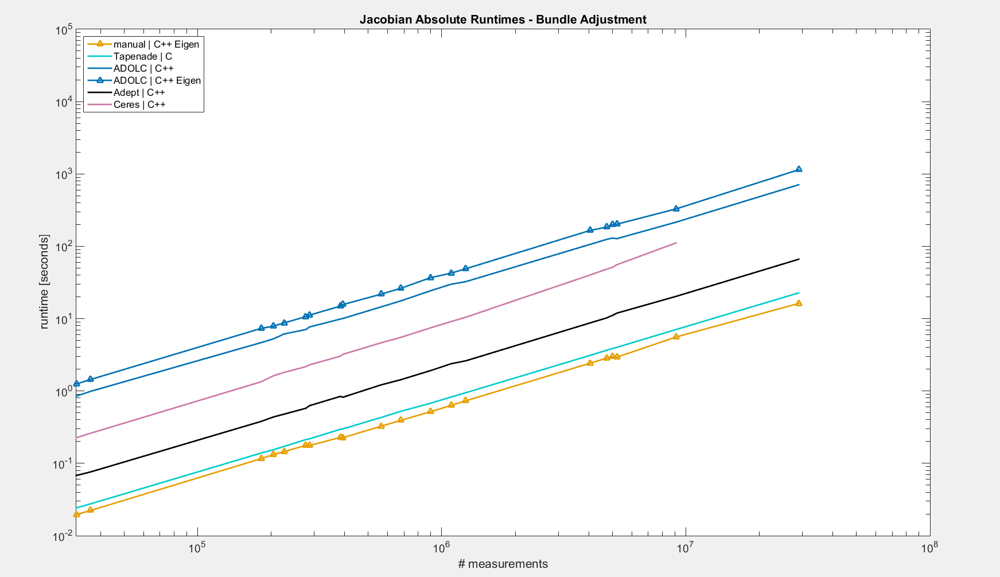 Jacobian Absolute Runtimes - Bundle Adjustment
10^5
10^4
10^3
10^2
10^1
10^0
10^-1
10^-2
runtime [seconds]
manual | C++ Eigen
Tapenade | C
ADOLC | C++
ADOLC | C++ Eigen
Adept | C++
Ceres | C++
10^5
10^6
10^7
10^8
# measurements